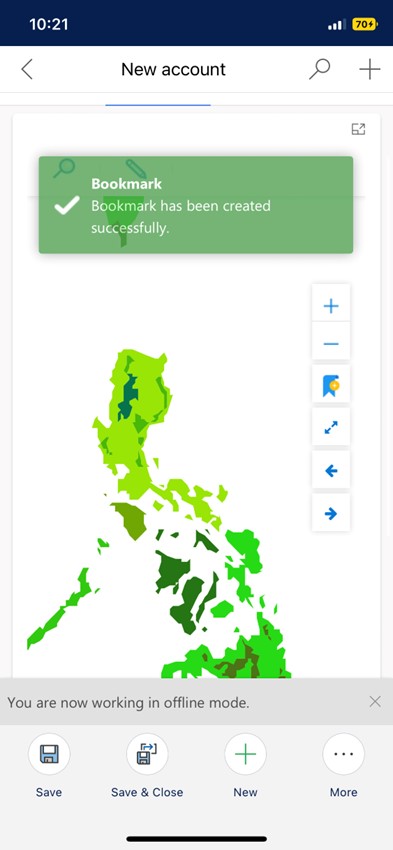 10:21
70
New account
Bookmark
Bookmark has been created
successfully.
You are now working in offline mode.
Save
Save & Close
New
More